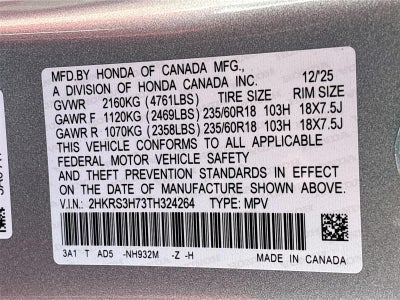 MFD.BY HONDA OF CANADA MFG.,
A DIVISION OF HONDA CANADA INC. 12/'25
GVWR 2160KG (4761LBS) TIRE SIZE RIM SIZE
GAWR F 1120KG (2469LBS) 235/60R18 103H 18X7.5J
GAWR R 1070KG (2358LBS) 235/60R18 103H 18X7.5J
THIS VEHICLE CONFORMS TO ALL APPLICABLE
FEDERAL MOTOR VEHICLE SAFETY
AND THEFT PREVENTION STANDARDS IN EFFECT
ON THE DATE OF MANUFACTURE SHOWN ABOVE.
V.I.N.: 2HKRS3H73TH324264 TYPE: MPV
3A1 T AD5 -NH932M -Z -H
MADE IN CANADA